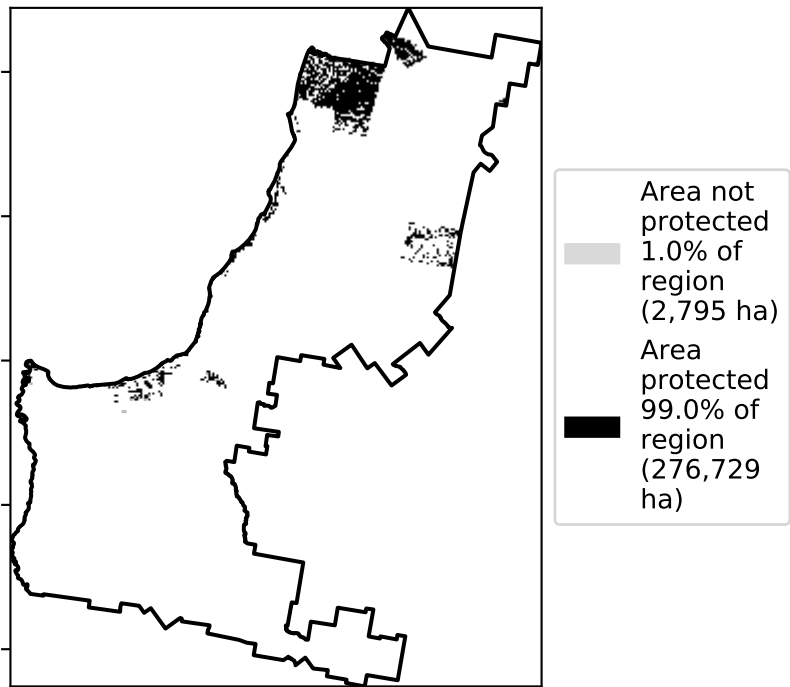 Area not
protected
1.0% of
region
(2,795 ha)
Area
protected
99.0% of
region
(276,729
ha)